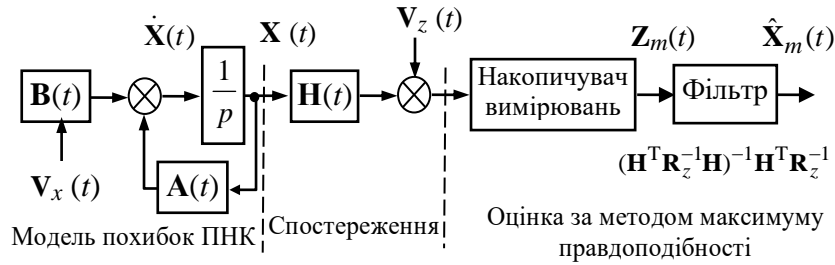 Ẋ(t)
X (t)
V_z (t)
Z_m(t)
X̂_m(t)
B(t)
1/p
H(t)
Накопичувач
вимірювань
Фільтр
V_x (t)
A(t)
(H^T R_z^{-1} H)^{-1} H^T R_z^{-1}
Модель похибок ПНК
Спостереження
Оцінка за методом максимуму
правдоподібності